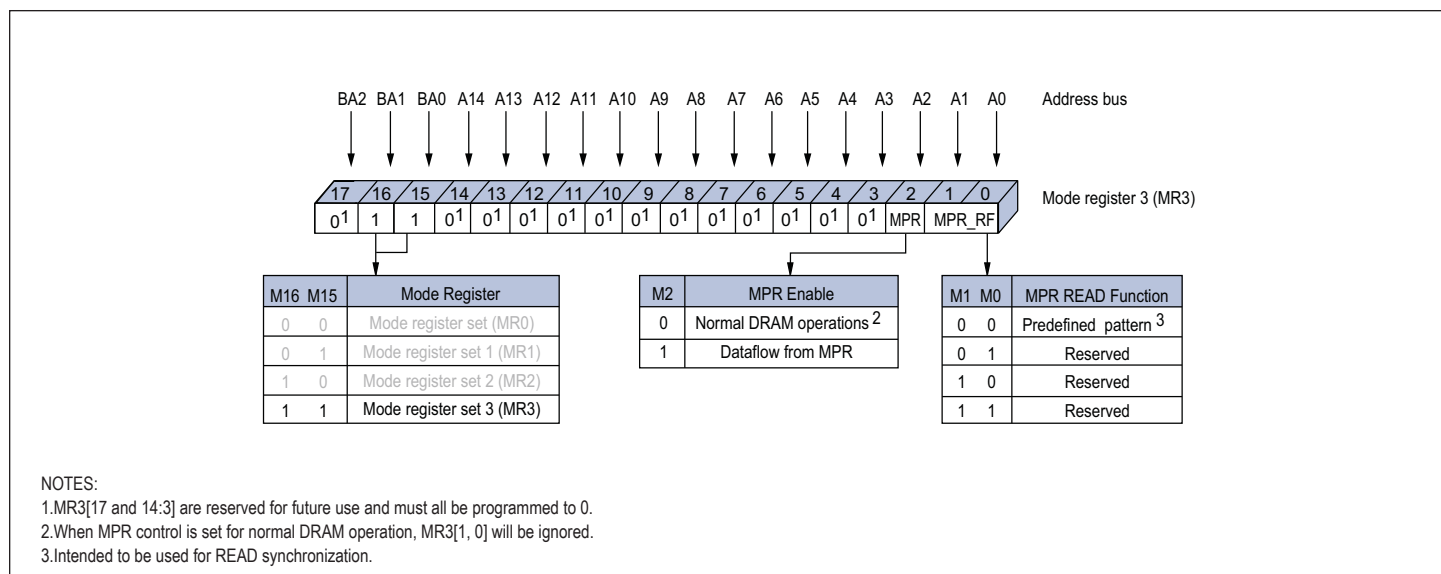 BA2 BA1 BA0 A14 A13 A12 A11 A10 A9 A8 A7 A6 A5 A4 A3 A2 A1 A0 Address bus
17 16 15 14 13 12 11 10 9 8 7 6 5 4 3 2 1 0
Mode register 3 (MR3)
0¹ 1 1 0¹ 0¹ 0¹ 0¹ 0¹ 0¹ 0¹ 0¹ 0¹ 0¹ 0¹ 0¹ MPR MPR_RF
M16 M15 Mode Register
0 0 Mode register set (MR0)
0 1 Mode register set 1 (MR1)
1 0 Mode register set 2 (MR2)
1 1 Mode register set 3 (MR3)
M2 MPR Enable
0 Normal DRAM operations ²
1 Dataflow from MPR
M1 M0 MPR READ Function
0 0 Predefined pattern ³
0 1 Reserved
1 0 Reserved
1 1 Reserved
NOTES:
1.MR3[17 and 14:3] are reserved for future use and must all be programmed to 0.
2.When MPR control is set for normal DRAM operation, MR3[1, 0] will be ignored.
3.Intended to be used for READ synchronization.